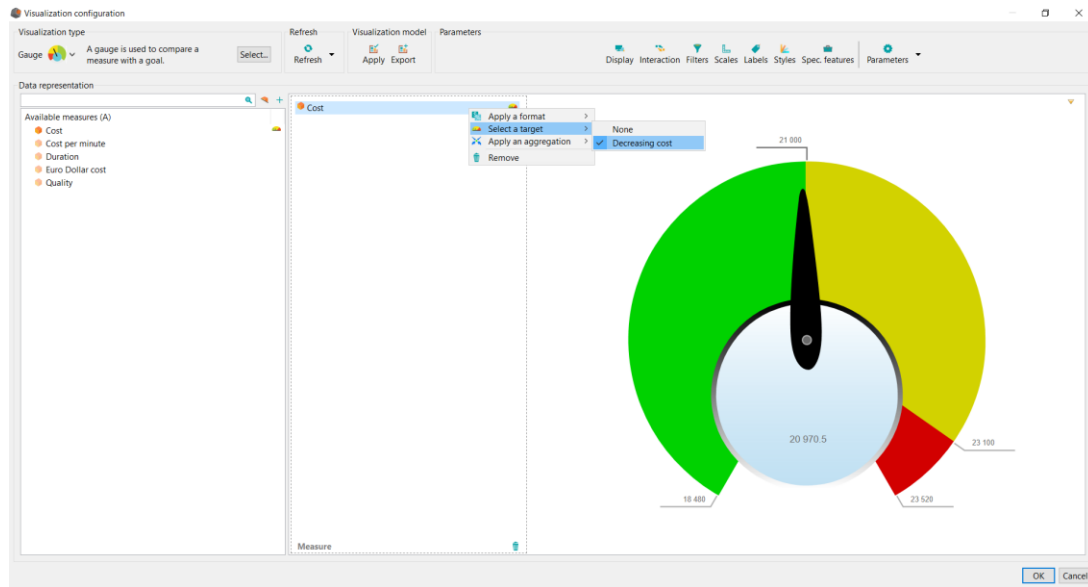 Visualization configuration
Visualization type
Refresh
Visualization model
Parameters
Gauge
A gauge is used to compare a
measure with a goal.
Select...
Refresh
Apply Export
Display Interaction Filters Scales Labels Styles Spec. features Parameters
Data representation
Available measures (A)
Cost
Cost per minute
Duration
Euro Dollar cost
Quality
Cost
Apply a format
Select a target
Apply an aggregation
Remove
None
Decreasing cost
Measure
21 000
20 970.5
23 100
18 480
23 520
OK Cancel